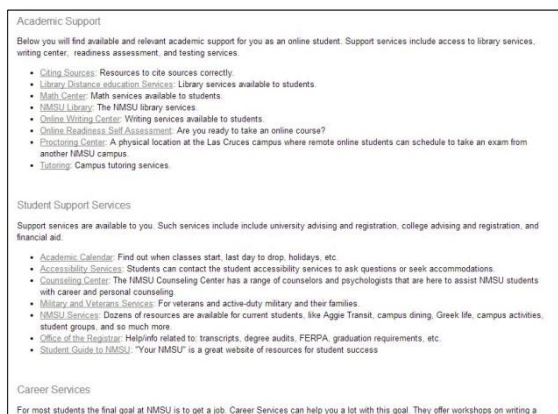 Academic Support
Below you will find available and relevant academic support for you as an online student. Support services include access to library services,
writing center, readiness assessment, and testing services.
• Citing Sources: Resources to cite sources correctly.
• Library Distance education Services: Library services available to students.
• Math Center: Math services available to students.
• NMSU Library: The NMSU library services.
• Online Writing Center: Writing services available to students.
• Online Readiness Self Assessment: Are you ready to take an online course?
• Proctoring Center: A physical location at the Las Cruces campus where remote online students can schedule to take an exam from
another NMSU campus.
• Tutoring: Campus tutoring services.
Student Support Services
Support services are available to you. Such services include include university advising and registration, college advising and registration, and
financial aid.
• Academic Calendar: Find out when classes start, last day to drop, holidays, etc.
• Accessibility Services: Students can contact the student accessibility services to ask questions or seek accommodations.
• Counseling Center: The NMSU Counseling Center has a range of counselors and psychologists that are here to assist NMSU students
with career and personal counseling.
• Military and Veterans Services: For veterans and active-duty military and their families.
• NMSU Services: Dozens of resources are available for current students, like Aggie Transit, campus dining, Greek life, campus activities,
student groups, and so much more.
• Office of the Registrar: Help/info related to: transcripts, degree audits, FERPA, graduation requirements, etc.
• Student Guide to NMSU: "Your NMSU" is a great website of resources for student success
Career Services
For most students the final goal at NMSU is to get a job. Career Services can help you a lot with this goal. They offer workshops on writing a